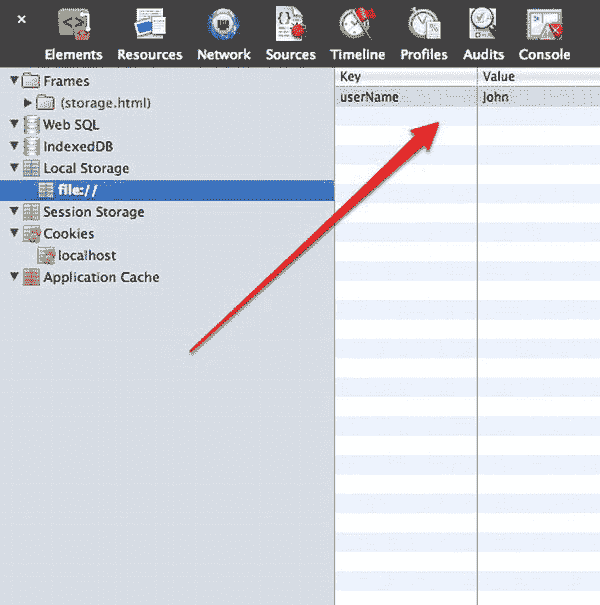 ×
Elements Resources Network Sources Timeline Profiles Audits Console
Frames
(storage.html)
Web SQL
IndexedDB
Local Storage
file://
Session Storage
Cookies
localhost
Application Cache
Key Value
userName John